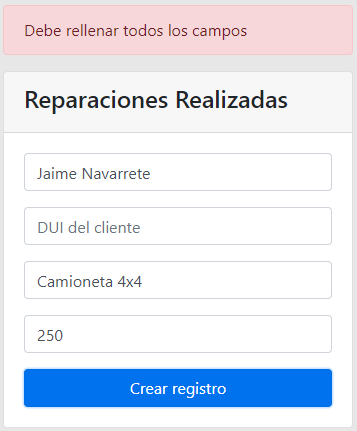 Debe rellenar todos los campos
Reparaciones Realizadas
Jaime Navarrete
DUI del cliente
Camioneta 4x4
250
Crear registro